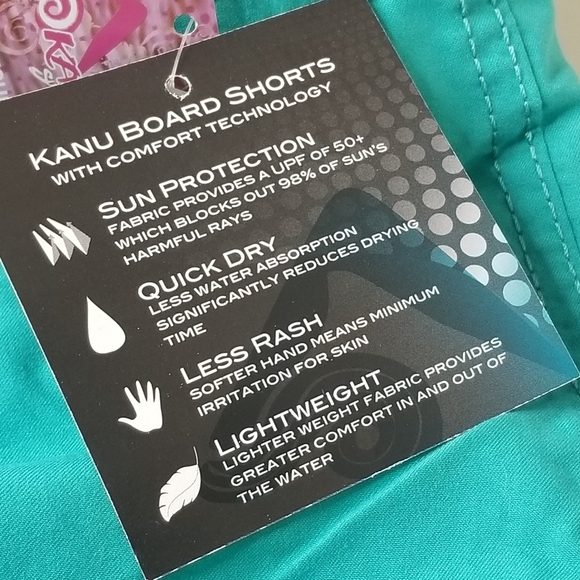 KANU BOARD SHORTS
WITH COMFORT TECHNOLOGY
SUN PROTECTION
FABRIC PROVIDES A UPF OF 50+
WHICH BLOCKS OUT 98% OF SUN'S
HARMFUL RAYS
QUICK DRY
LESS WATER ABSORPTION
SIGNIFICANTLY REDUCES DRYING
TIME
LESS RASH
SOFTER HAND MEANS MINIMUM
IRRITATION FOR SKIN
LIGHTWEIGHT
LIGHTER WEIGHT FABRIC PROVIDES
GREATER COMFORT IN AND OUT OF
THE WATER